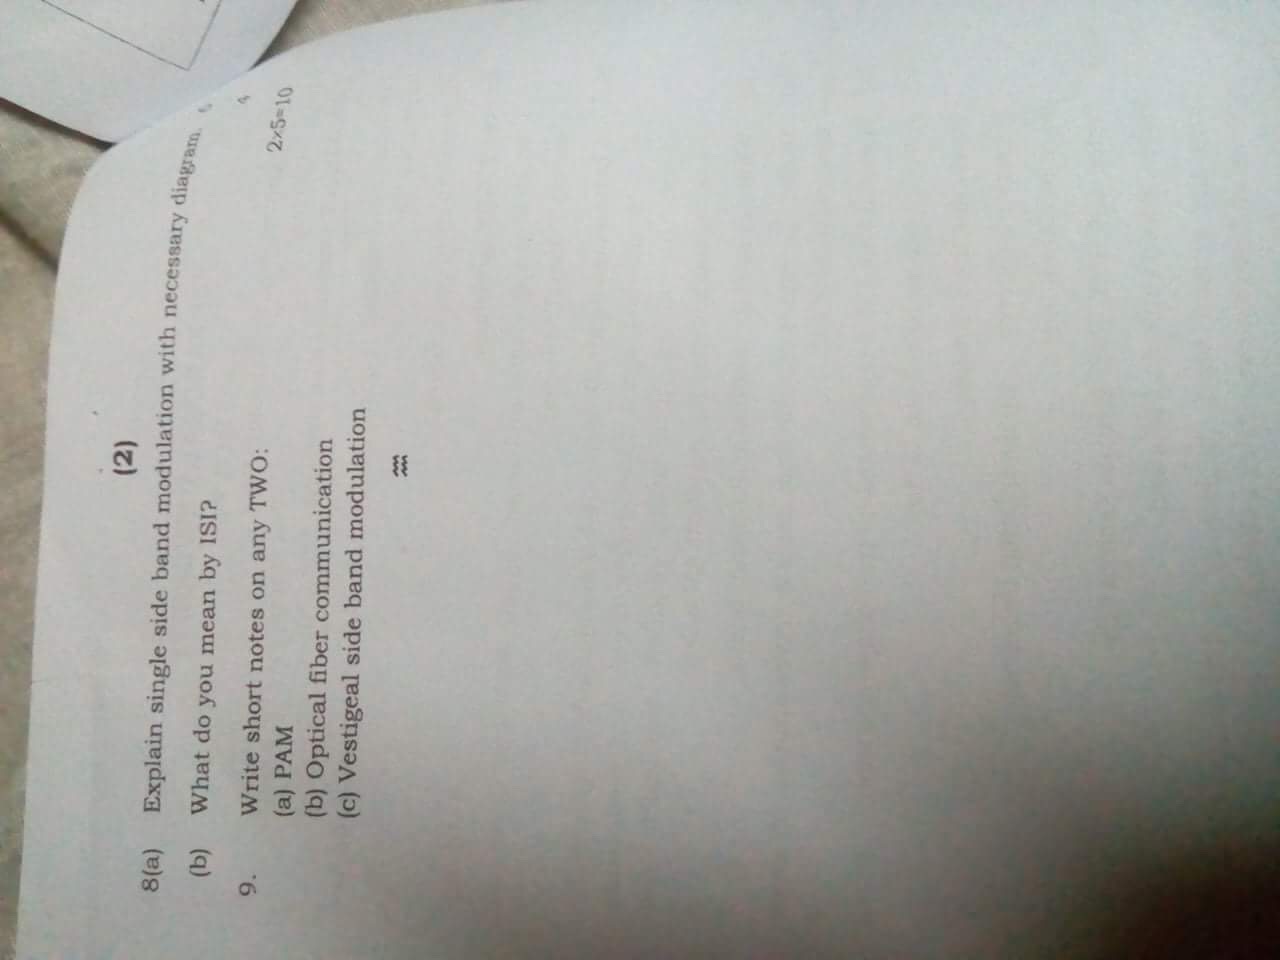 (2)
8(a) Explain single side band modulation with necessary diagram. 6
(b) What do you mean by ISI? 4
9. Write short notes on any TWO: 2×5=10
(a) PAM
(b) Optical fiber communication
(c) Vestigeal side band modulation